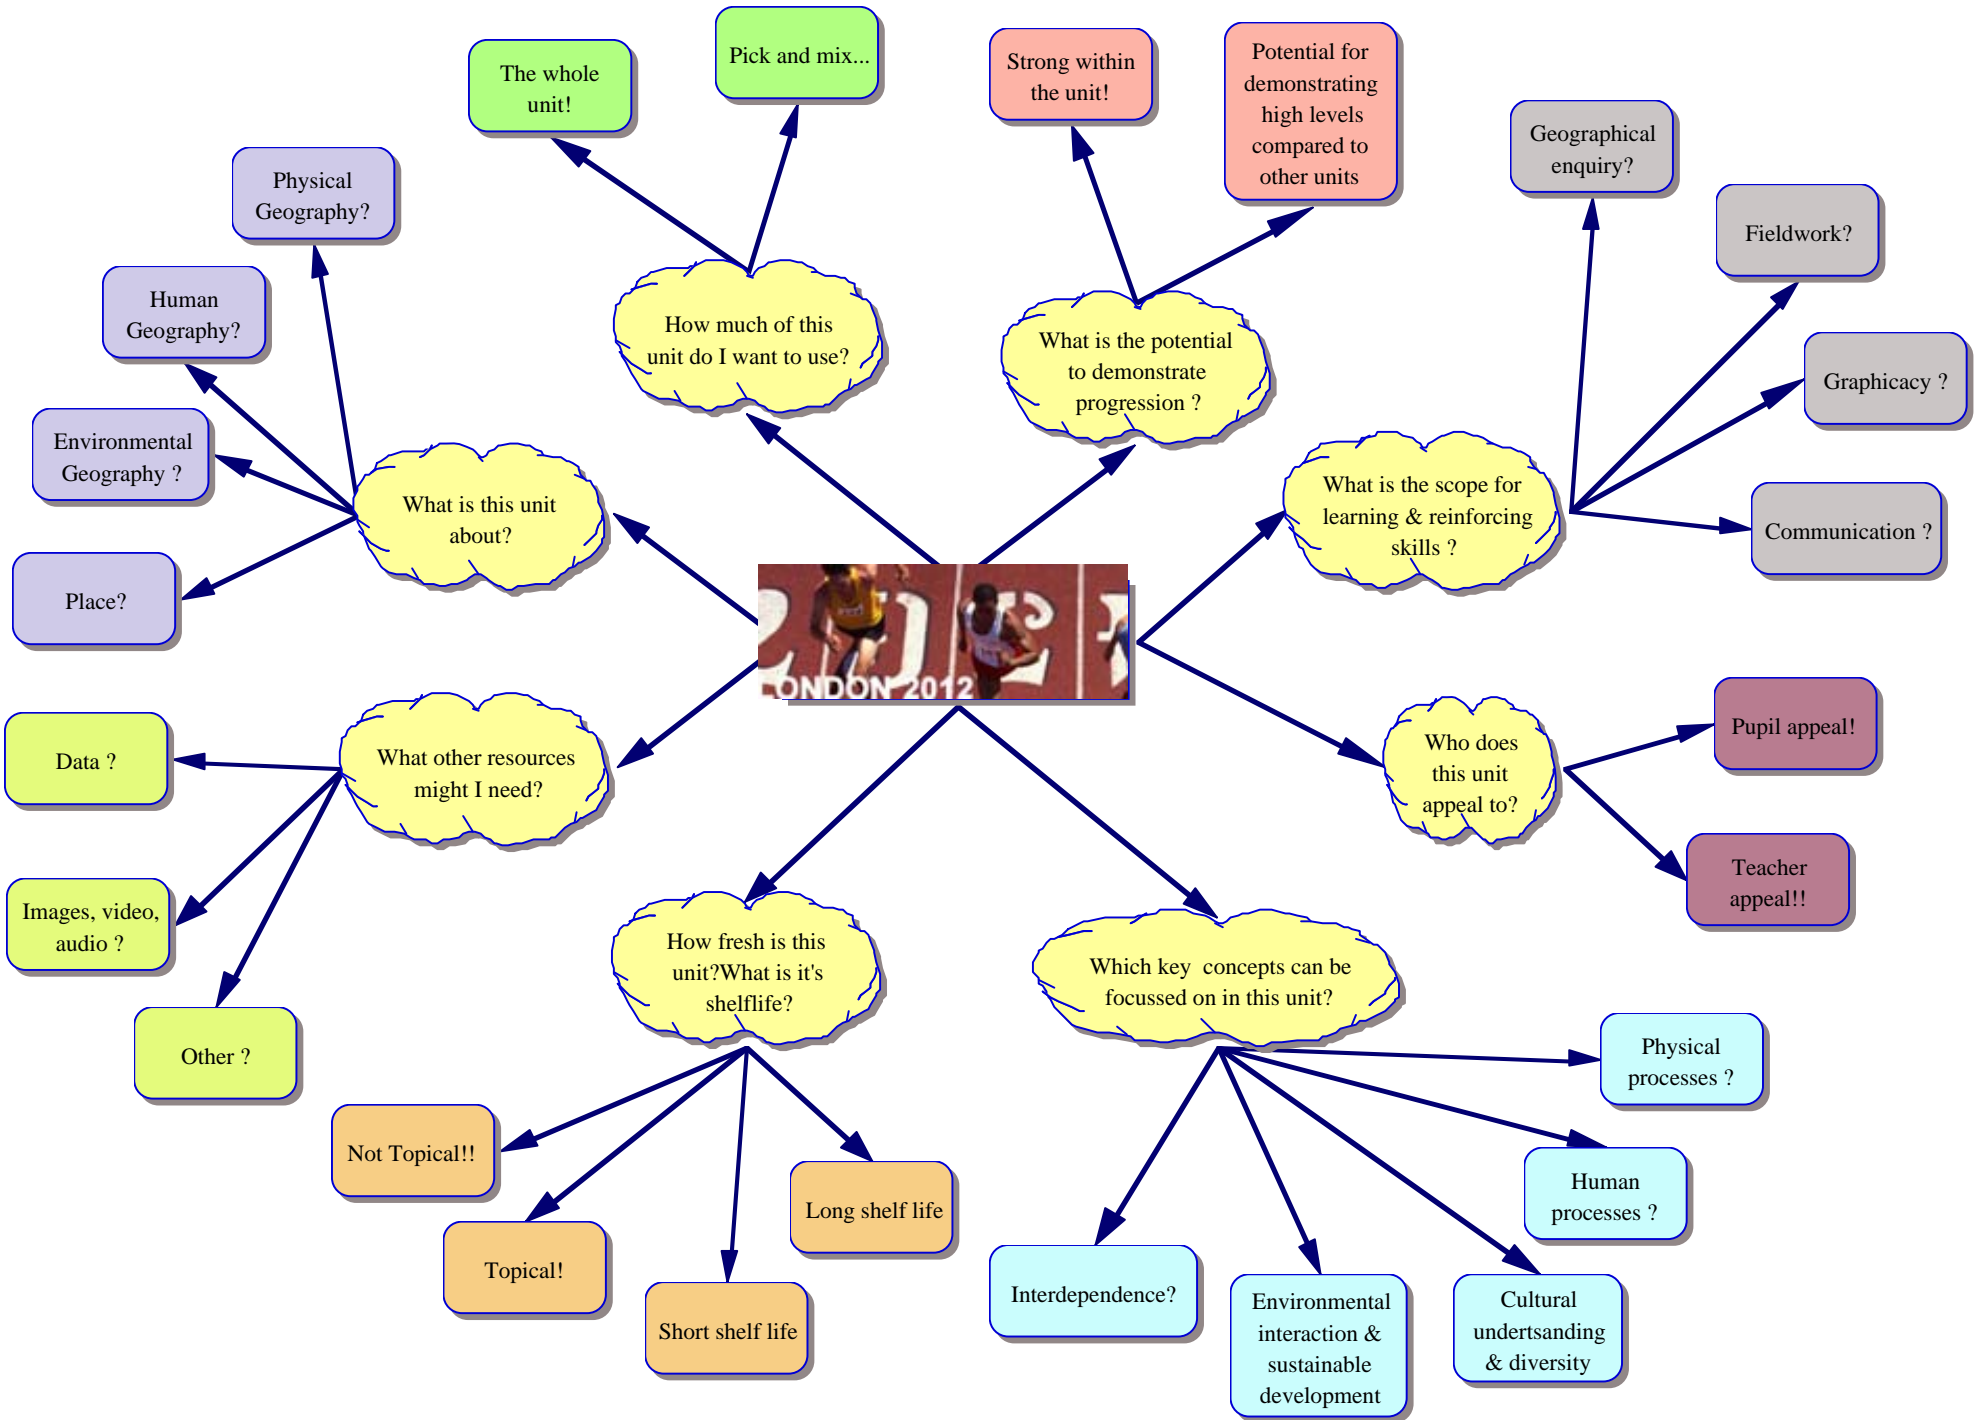 Pick and mix...
The whole
unit!
Strong within
the unit!
Potential for
demonstrating
high levels
compared to
other units
Geographical
enquiry?
Fieldwork?
Graphicacy ?
Communication ?
Physical
Geography?
Human
Geography?
Environmental
Geography ?
Place?
How much of this
unit do I want to use?
What is the potential
to demonstrate
progression ?
What is the scope for
learning & reinforcing
skills ?
What is this unit
about?
LONDON 2012
What other resources
might I need?
Data ?
Images, video,
audio ?
Other ?
Who does
this unit
appeal to?
Pupil appeal!
Teacher
appeal!!
How fresh is this
unit?What is it's
shelflife?
Not Topical!!
Topical!
Short shelf life
Long shelf life
Which key  concepts can be
focussed on in this unit?
Physical
processes ?
Human
processes ?
Interdependence?
Environmental
interaction &
sustainable
development
Cultural
undertsanding
& diversity